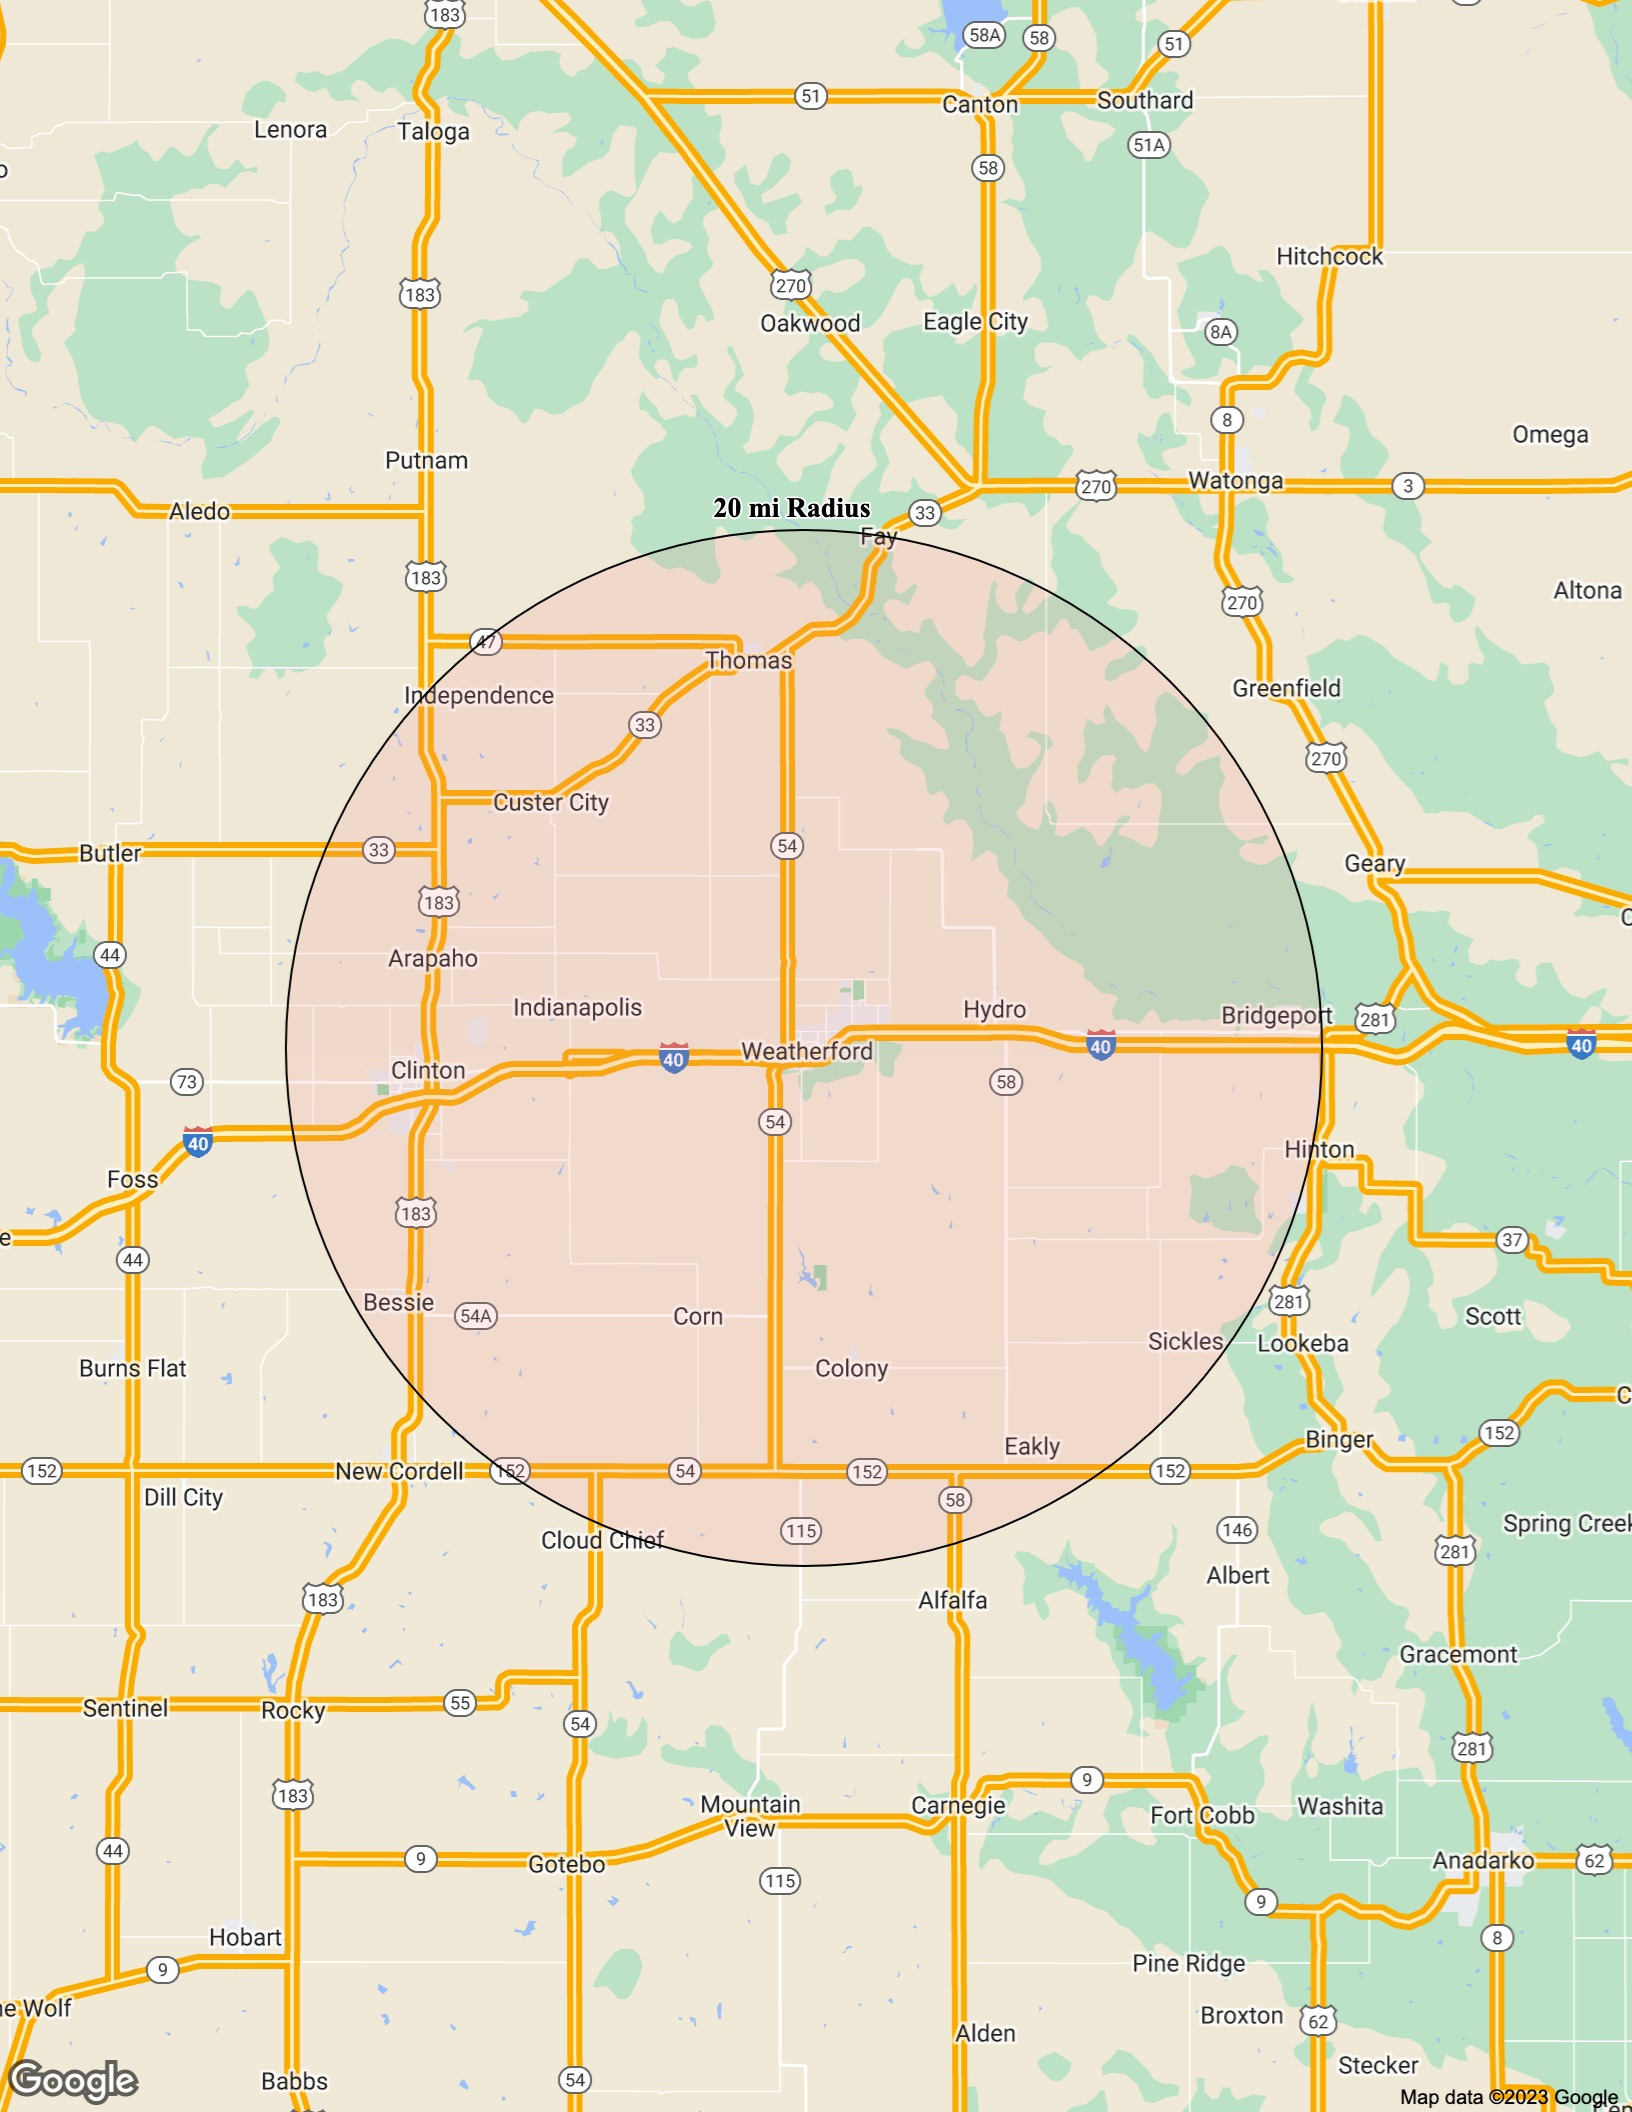 183
58A
58
51
51
Canton
Southard
Lenora
Taloga
51A
58
Hitchcock
183
270
Oakwood
Eagle City
8A
8
Omega
Putnam
Watonga
270
3
Aledo
20 mi Radius
33
Fay
183
270
Altona
47
Thomas
Independence
Greenfield
33
270
Custer City
54
33
Butler
Geary
183
44
Arapaho
Indianapolis
Hydro
Bridgeport
281
40
Weatherford
40
40
Clinton
73
58
54
40
Hinton
Foss
183
37
44
Bessie
281
54A
Corn
Scott
Sickles
Lookeba
Burns Flat
Colony
Eakly
Binger
152
152
New Cordell
152
54
152
152
Dill City
58
Spring Creek
Cloud Chief
115
146
281
Albert
183
Alfalfa
Gracemont
Sentinel
Rocky
55
54
281
9
183
Mountain
View
Carnegie
Fort Cobb
Washita
44
9
Gotebo
Anadarko
62
115
9
Hobart
8
9
Pine Ridge
Wolf
Broxton
62
Alden
Stecker
Google
Babbs
54
Map data ©2023 Google